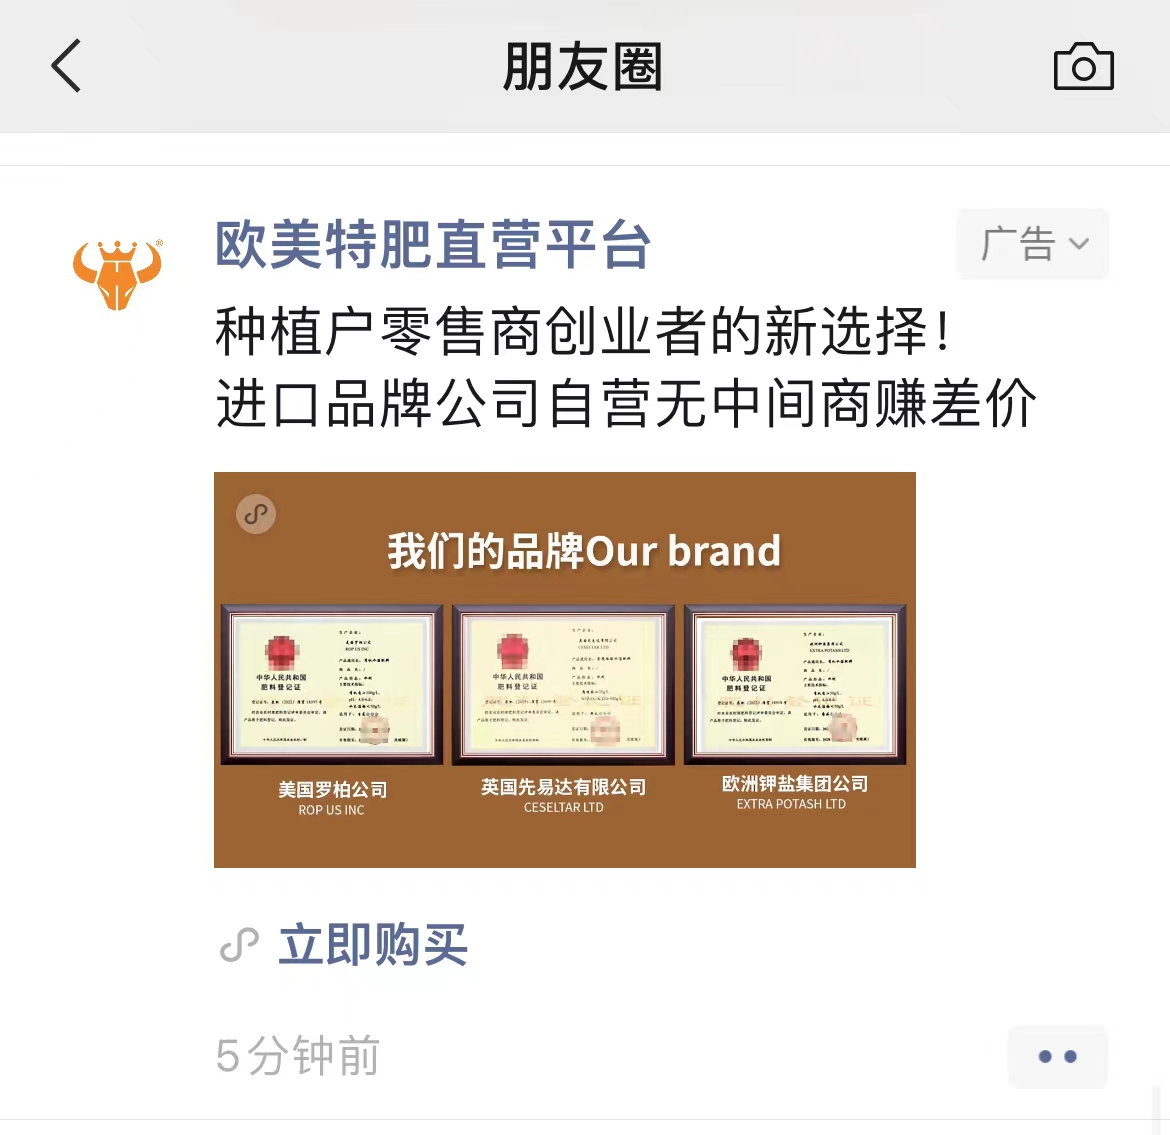 朋友圈
欧美特肥直营平台
广告
种植户零售商创业者的新选择！
进口品牌公司自营无中间商赚差价
我们的品牌Our brand
中华人民共和国
肥料登记证
中华人民共和国
肥料登记证
中华人民共和国
肥料登记证
美国罗柏公司
ROP US INC
英国先易达有限公司
CESELTAR LTD
欧洲钾盐集团公司
EXTRA POTASH LTD
立即购买
5分钟前